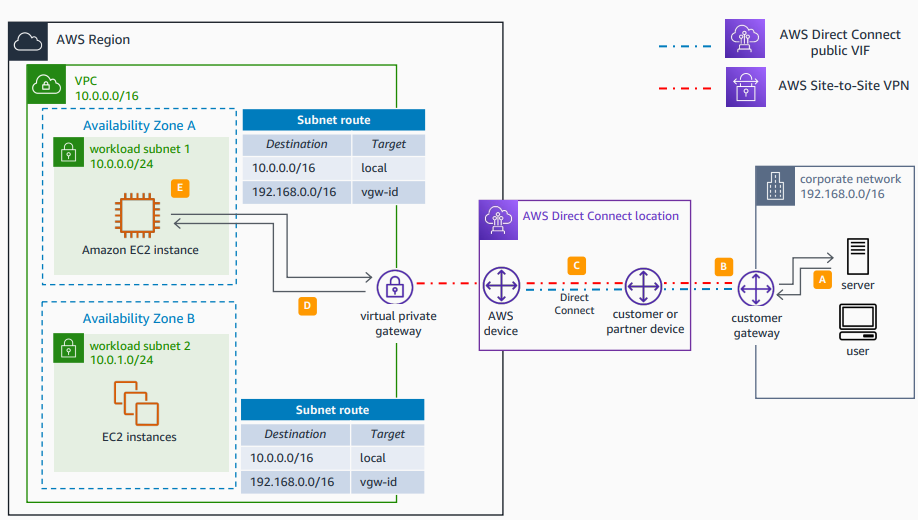 AWS Region
VPC
10.0.0.0/16
Availability Zone A
workload subnet 1
10.0.0.0/24
E
Amazon EC2 instance
Subnet route
Destination Target
10.0.0.0/16 local
192.168.0.0/16 vgw-id
D
virtual private
gateway
Availability Zone B
workload subnet 2
10.0.1.0/24
EC2 instances
Subnet route
Destination Target
10.0.0.0/16 local
192.168.0.0/16 vgw-id
AWS Direct Connect
public VIF
AWS Site-to-Site VPN
AWS Direct Connect location
C
Direct
Connect
AWS
device
customer or
partner device
B
customer
gateway
corporate network
192.168.0.0/16
A
server
user